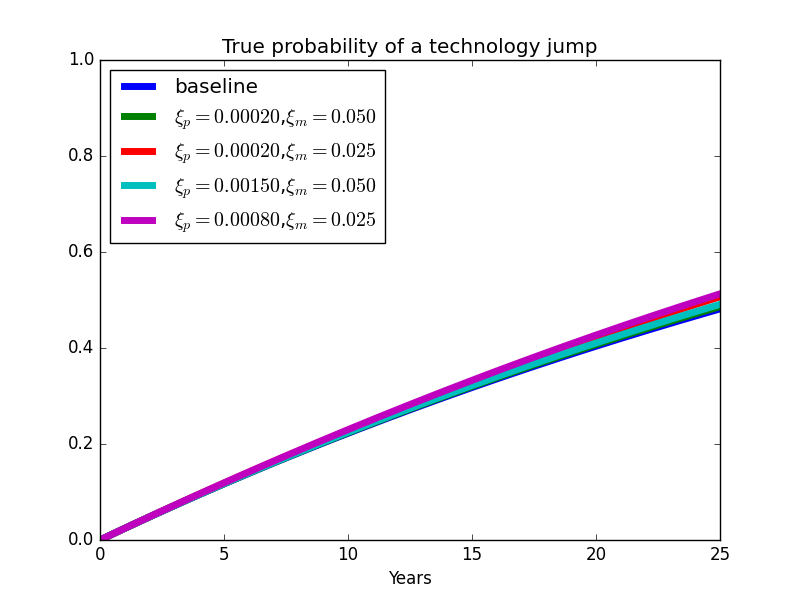 True probability of a technology jump
1.0
baseline
ξₚ = 0.00020,ξₘ = 0.050
ξₚ = 0.00020,ξₘ = 0.025
0.8
ξₚ = 0.00150,ξₘ = 0.050
ξₚ = 0.00080,ξₘ = 0.025
0.6
0.4
0.2
0.0
0 5 10 15 20 25
Years